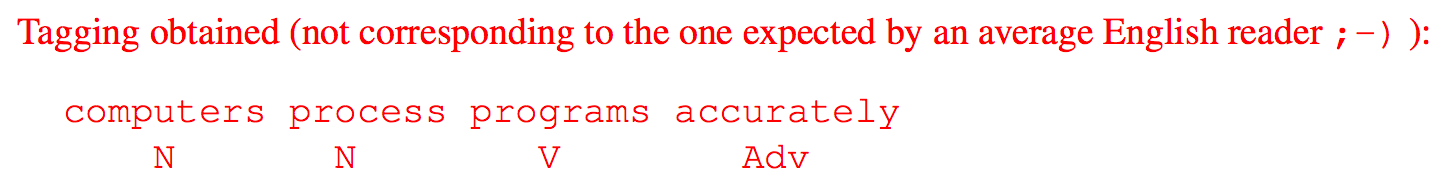 Tagging obtained (not corresponding to the one expected by an average English reader ;-) ):
computers process programs accurately
N N V Adv